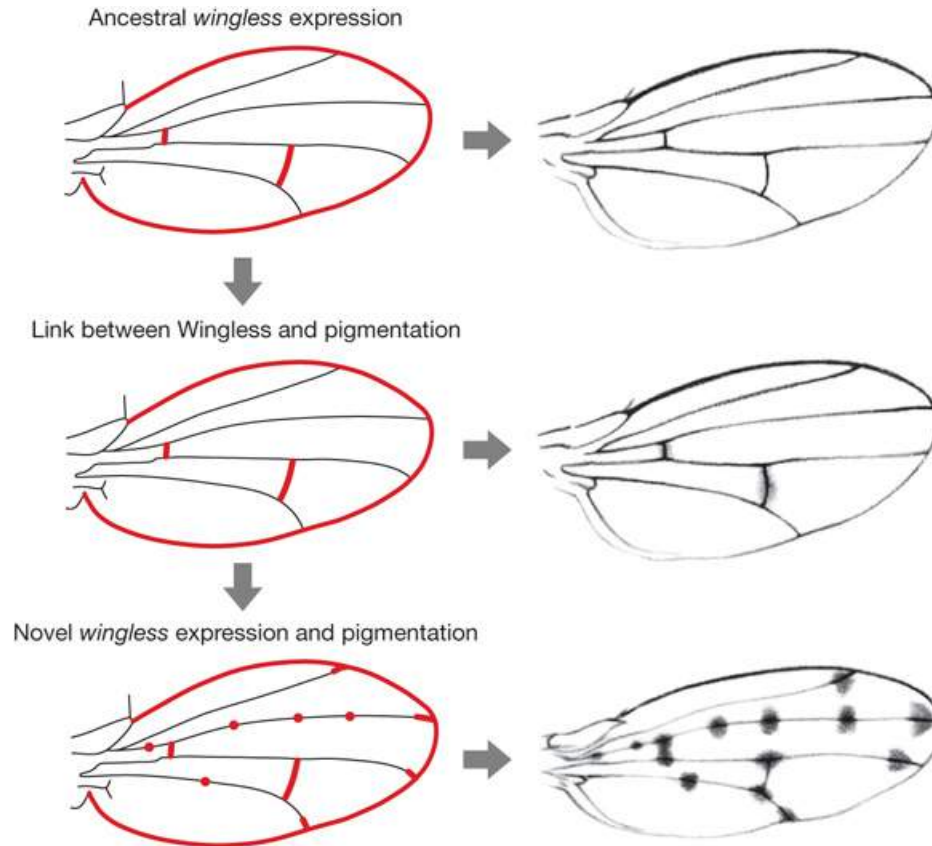 Ancestral wingless expression
Link between Wingless and pigmentation
Novel wingless expression and pigmentation